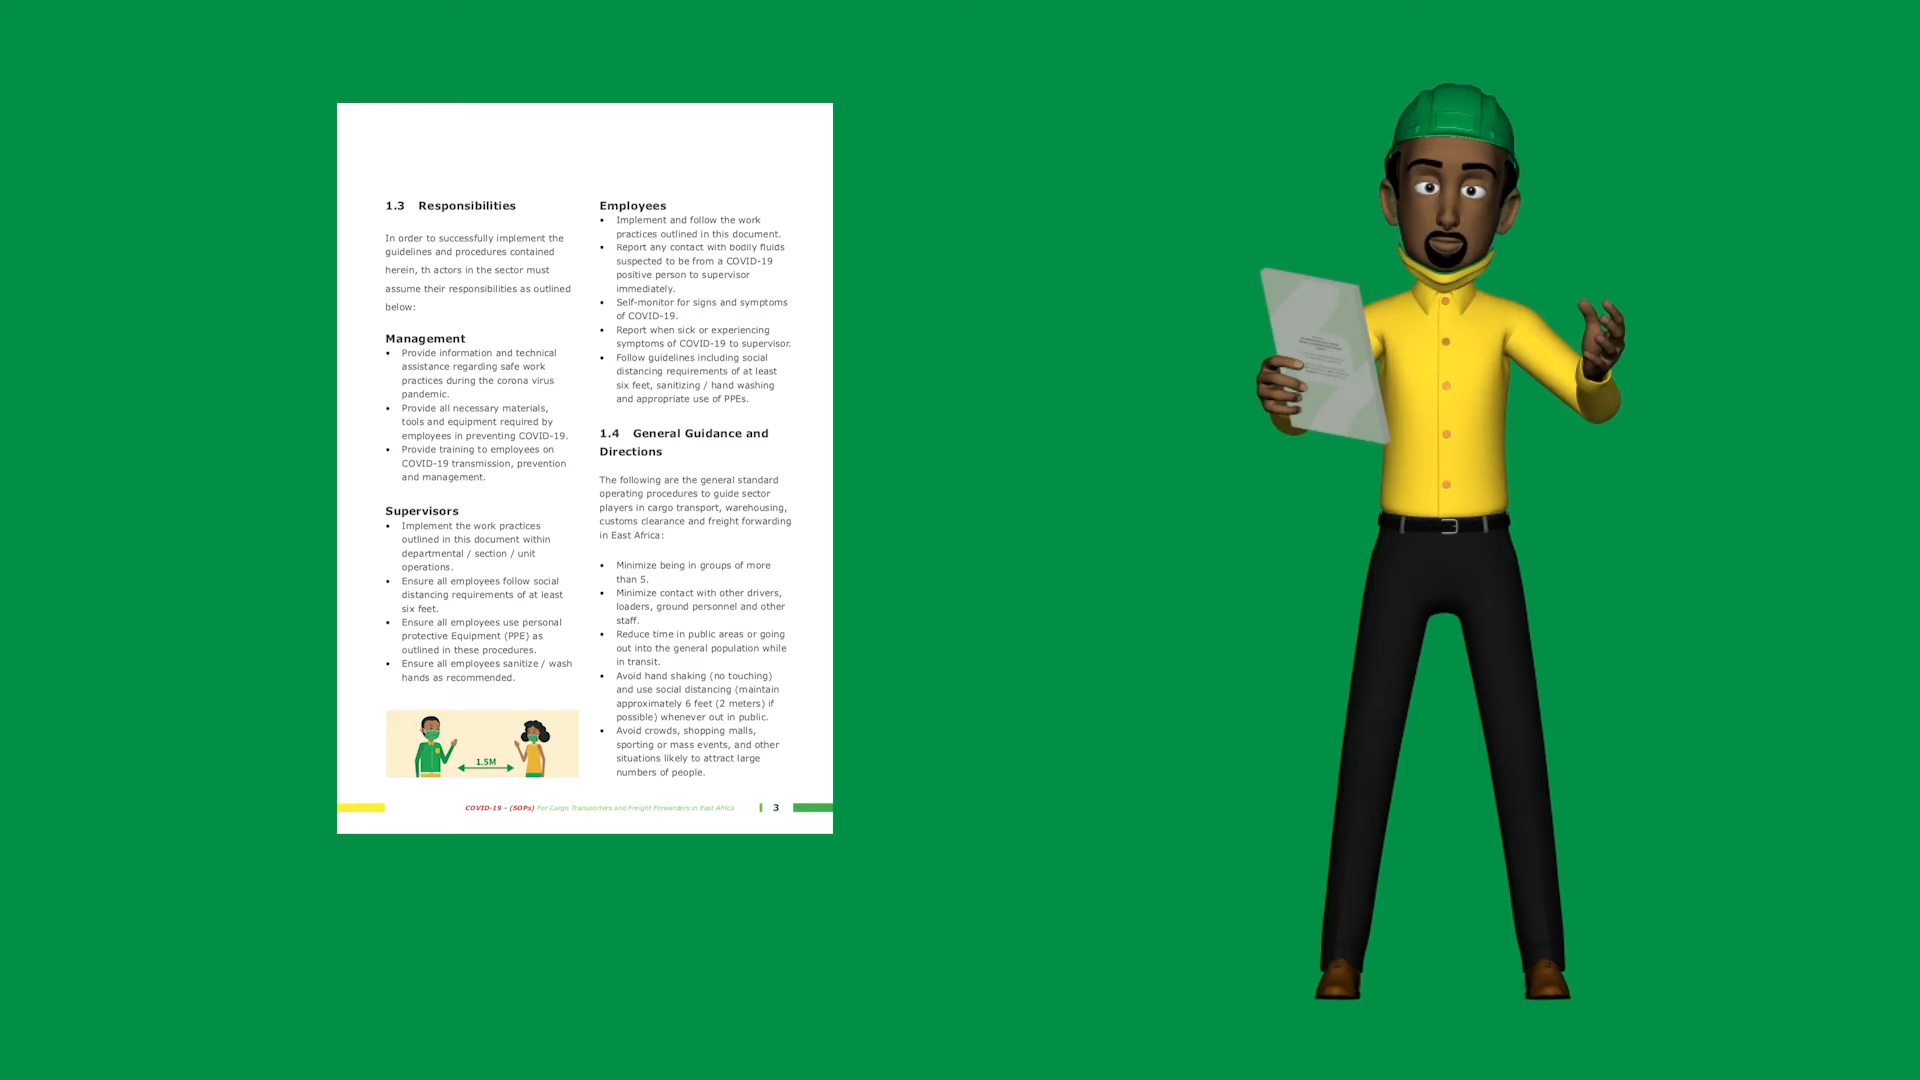 1.3 Responsibilities
In order to successfully implement the
guidelines and procedures contained
herein, th actors in the sector must
assume their responsibilities as outlined
below:
Management
• Provide information and technical
assistance regarding safe work
practices during the corona virus
pandemic.
• Provide all necessary materials,
tools and equipment required by
employees in preventing COVID-19.
• Provide training to employees on
COVID-19 transmission, prevention
and management.
Supervisors
• Implement the work practices
outlined in this document within
departmental / section / unit
operations.
• Ensure all employees follow social
distancing requirements of at least
six feet.
• Ensure all employees use personal
protective Equipment (PPE) as
outlined in these procedures.
• Ensure all employees sanitize / wash
hands as recommended.
1.5M
Employees
• Implement and follow the work
practices outlined in this document.
• Report any contact with bodily fluids
suspected to be from a COVID-19
positive person to supervisor
immediately.
• Self-monitor for signs and symptoms
of COVID-19.
• Report when sick or experiencing
symptoms of COVID-19 to supervisor.
• Follow guidelines including social
distancing requirements of at least
six feet, sanitizing / hand washing
and appropriate use of PPEs.
1.4 General Guidance and
Directions
The following are the general standard
operating procedures to guide sector
players in cargo transport, warehousing,
customs clearance and freight forwarding
in East Africa:
• Minimize being in groups of more
than 5.
• Minimize contact with other drivers,
loaders, ground personnel and other
staff.
• Reduce time in public areas or going
out into the general population while
in transit.
• Avoid hand shaking (no touching)
and use social distancing (maintain
approximately 6 feet (2 meters) if
possible) whenever out in public.
• Avoid crowds, shopping malls,
sporting or mass events, and other
situations likely to attract large
numbers of people.
COVID-19 - (SOPs) For Cargo Transporters and Freight Forwarders in East Africa 3